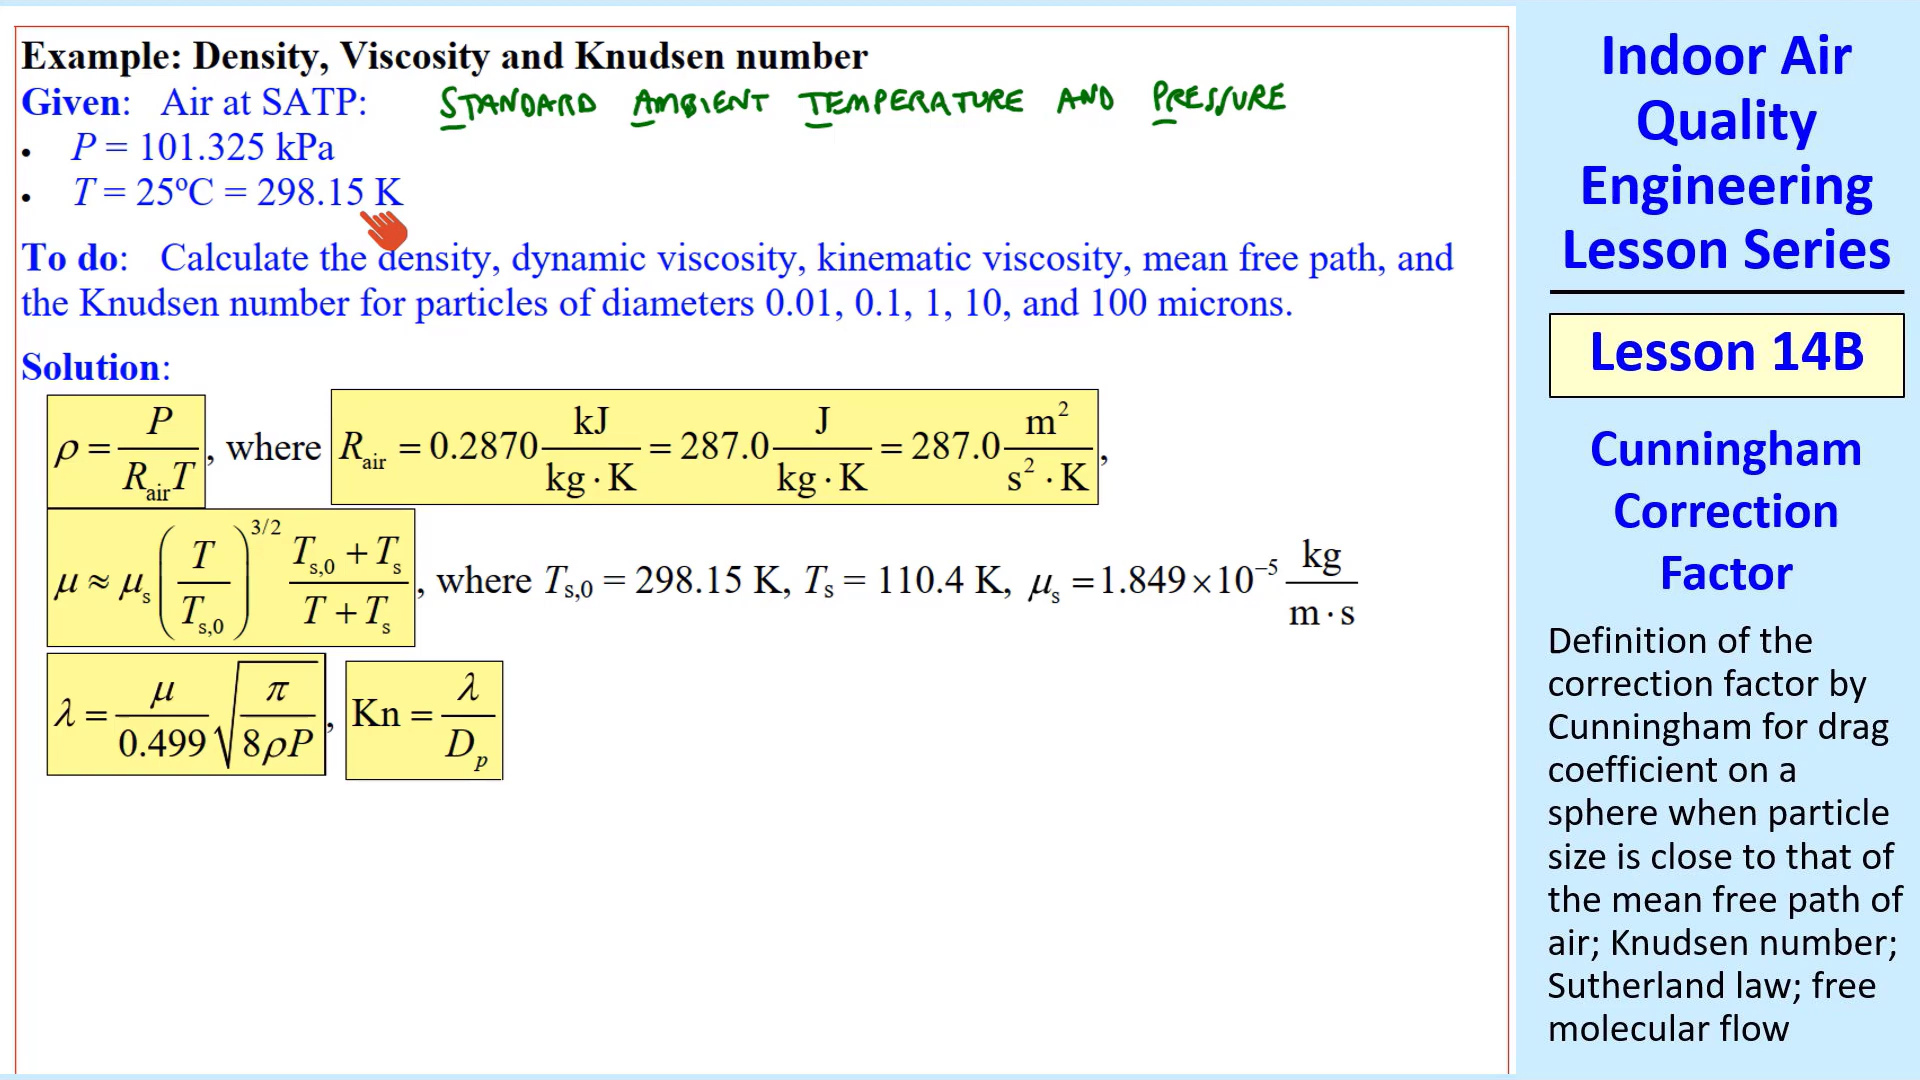 Example: Density, Viscosity and Knudsen number
Given: Air at SATP: STANDARD AMBIENT TEMPERATURE AND PRESSURE
• P = 101.325 kPa
• T = 25ºC = 298.15 K
To do: Calculate the density, dynamic viscosity, kinematic viscosity, mean free path, and
the Knudsen number for particles of diameters 0.01, 0.1, 1, 10, and 100 microns.
Solution:
ρ = P / (R_air T), where R_air = 0.2870 kJ/(kg · K) = 287.0 J/(kg · K) = 287.0 m²/(s² · K),
μ ≈ μ_s (T / T_s,0)^3/2 (T_s,0 + T_s)/(T + T_s), where T_s,0 = 298.15 K, T_s = 110.4 K, μ_s = 1.849×10⁻⁵ kg/(m · s)
λ = μ/0.499 √(π/(8ρP)), Kn = λ/D_p
Indoor Air
Quality
Engineering
Lesson Series
Lesson 14B
Cunningham
Correction
Factor
Definition of the
correction factor by
Cunningham for drag
coefficient on a
sphere when particle
size is close to that of
the mean free path of
air; Knudsen number;
Sutherland law; free
molecular flow